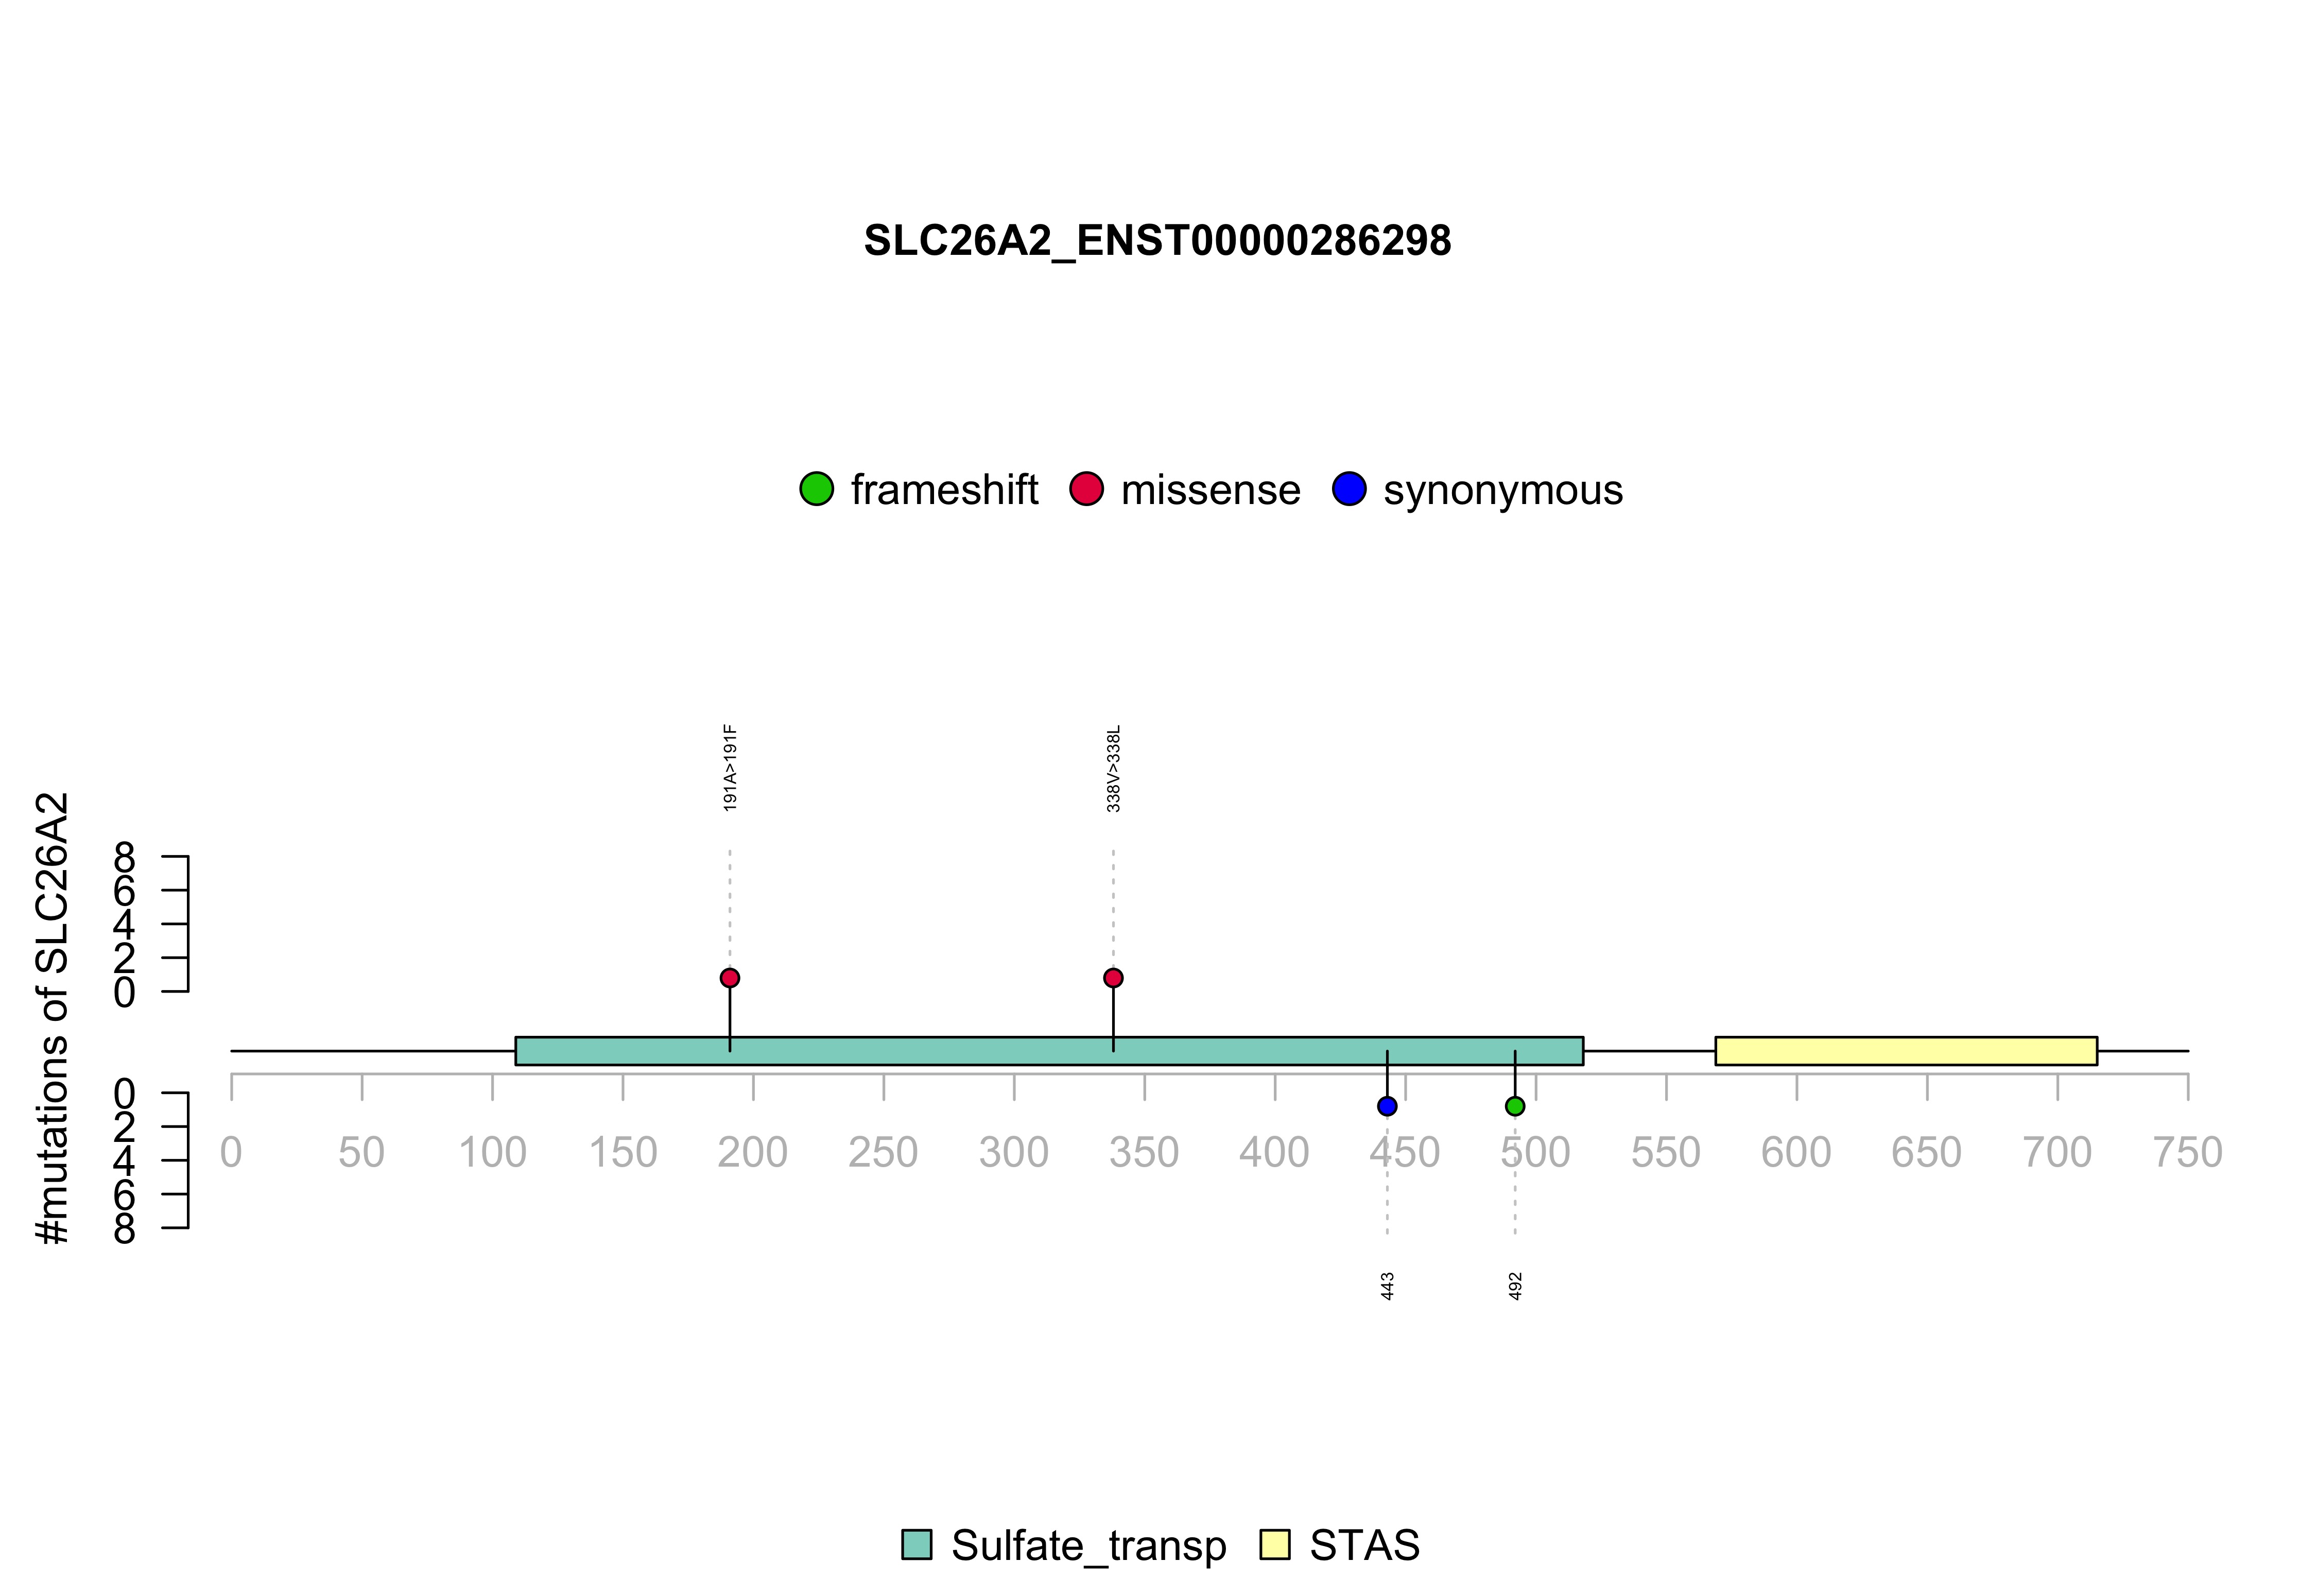 SLC26A2_ENST00000286298
frameshift missense synonymous
191A>191F
338V>338L
#mutations of SLC26A2
8
6
4
2
0
0
2
4
6
8
0 50 100 150 200 250 300 350 400 450 500 550 600 650 700 750
443
492
Sulfate_transp STAS